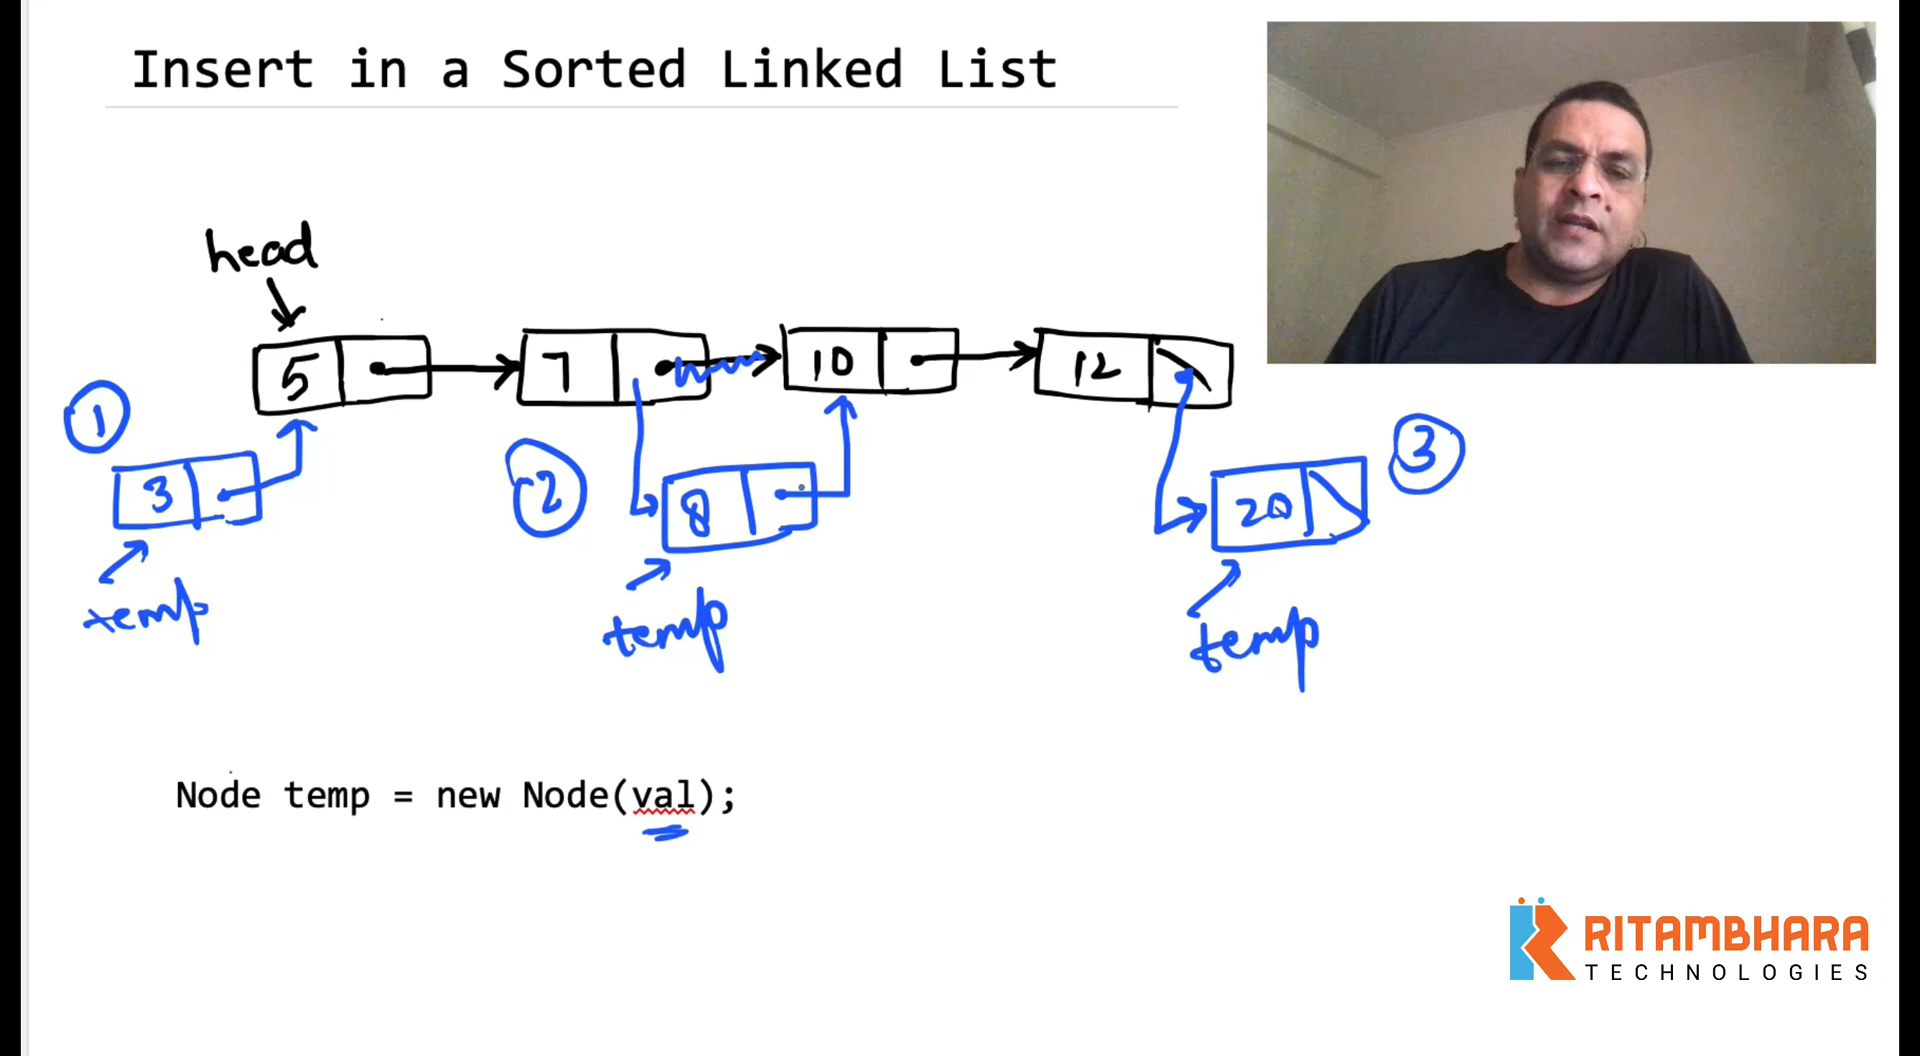 Insert in a Sorted Linked List
head
5
7
10
12
1
3
2
8
20
3
temp
temp
temp
Node temp = new Node(val);
RITAMBHARA
TECHNOLOGIES